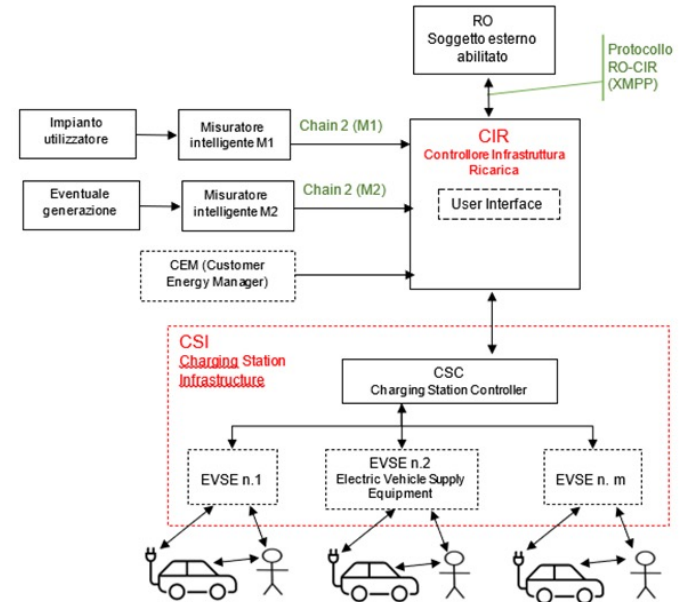 RO
Soggetto esterno
abilitato
Protocollo
RO-CIR
(XMPP)
Impianto
utilizzatore
Misuratore
intelligente M1
Chain 2 (M1)
CIR
Controllore Infrastruttura
Ricarica
User Interface
Eventuale
generazione
Misuratore
intelligente M2
Chain 2 (M2)
CEM (Customer
Energy Manager)
CSI
Charging Station
Infrastructure
CSC
Charging Station Controller
EVSE n.1
EVSE n.2
Electric Vehicle Supply
Equipment
EVSE n. m